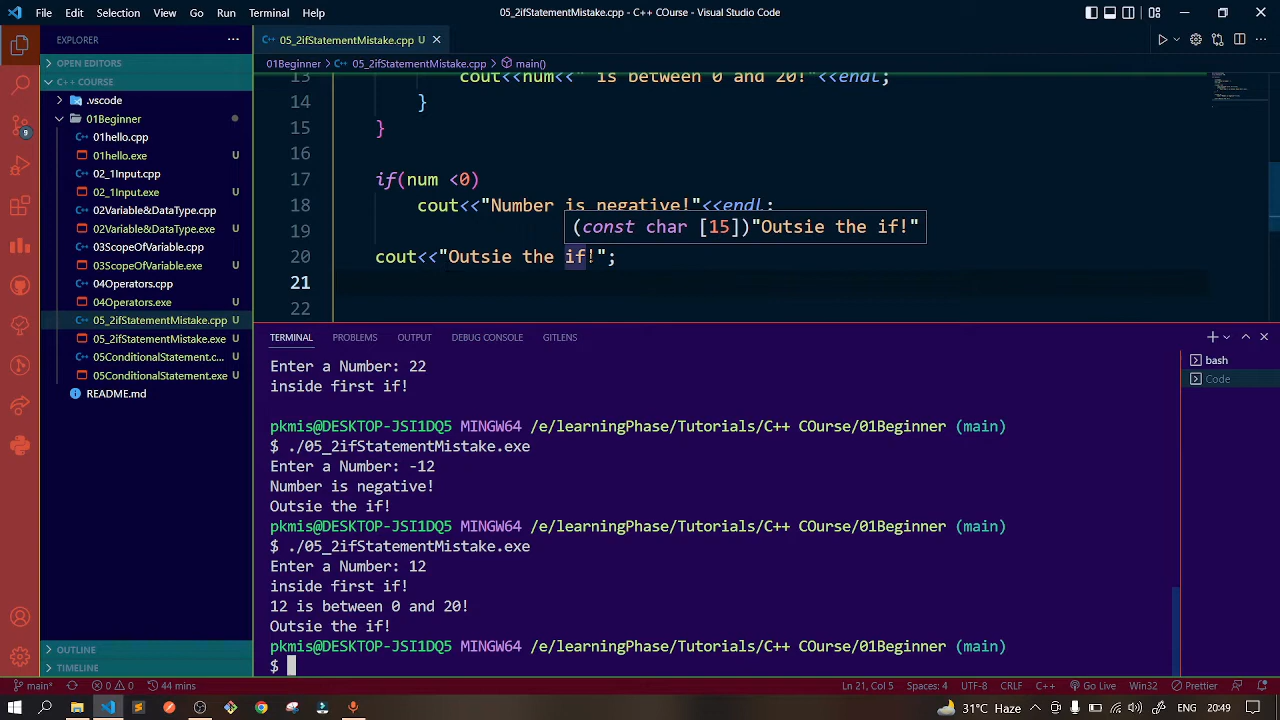 File Edit Selection View Go Run Terminal Help
05_2ifStatementMistake.cpp - C++ COurse - Visual Studio Code
EXPLORER
05_2ifStatementMistake.cpp U
OPEN EDITORS
01Beginner > 05_2ifStatementMistake.cpp > main()
C++ COURSE
.vscode
01Beginner
01hello.cpp
01hello.exe U
02_1Input.cpp
02_1Input.exe U
02Variable&DataType.cpp
02Variable&DataType.exe U
03ScopeOfVariable.cpp
03ScopeOfVariable.exe U
04Operators.cpp
04Operators.exe U
05_2ifStatementMistake.cpp U
05_2ifStatementMistake.exe U
05ConditionalStatement.c... U
05ConditionalStatement.exe U
README.md
OUTLINE
TIMELINE
13 cout<<num<<" is between 0 and 20!"<<endl;
14 }
15 }
16
17 if(num <0)
18 cout<<"Number is negative!"<<endl;
(const char [15])"Outsie the if!"
19
20 cout<<"Outsie the if!";
21
22
TERMINAL PROBLEMS OUTPUT DEBUG CONSOLE GITLENS
bash
Code
Enter a Number: 22
inside first if!
pkmis@DESKTOP-JSI1DQ5 MINGW64 /e/learningPhase/Tutorials/C++ COurse/01Beginner (main)
$ ./05_2ifStatementMistake.exe
Enter a Number: -12
Number is negative!
Outsie the if!
pkmis@DESKTOP-JSI1DQ5 MINGW64 /e/learningPhase/Tutorials/C++ COurse/01Beginner (main)
$ ./05_2ifStatementMistake.exe
Enter a Number: 12
inside first if!
12 is between 0 and 20!
Outsie the if!
pkmis@DESKTOP-JSI1DQ5 MINGW64 /e/learningPhase/Tutorials/C++ COurse/01Beginner (main)
$
main* 0 0 44 mins Ln 21, Col 5 Spaces: 4 UTF-8 CRLF C++ Go Live Win32 Prettier
31°C Haze ENG 20:49